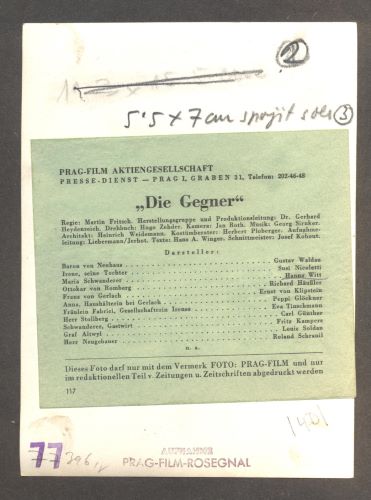 2
5'5 x 7 cm spojit s obr. 3
PRAG-FILM AKTIENGESELLSCHAFT
PRESSE-DIENST — PRAG I, GRABEN 31, Telefon: 202-46-48
„Die Gegner“
Regie: Martin Fritsch. Herstellungsgruppe und Produktionsleitung: Dr. Gerhard
Heydenreich. Drehbuch: Hugo Zehder. Kamera: Jan Roth. Musik: Georg Siraker.
Architekt: Heinrich Weidemann. Kostümberater: Herbert Ploberger. Aufnahme-
leitung: Liebermann/Jerhot. Texte: Hans A. Winger. Schnittmeister: Josef Kohout.
Darsteller:
Baron von Neuhaus Gustav Waldau
Irene, seine Tochter Susi Nicoletti
Maria Schwanderer Hanna Witt
Ottokar von Romberg Richard Häußler
Franz von Gerlach Ernst von Klipstein
Anna, Haushälterin bei Gerlach Peppi Glöckner
Fräulein Fabrici, Gesellschafterin Irenes Eva Tinschmann
Herr Stollberg Carl Günther
Schwanderer, Gastwirt Fritz Kampers
Graf Altwyl Louis Soldan
Herr Neugebauer Roland Schranil
u. a.
Dieses Foto darf nur mit dem Vermerk FOTO: PRAG-FILM und nur
im redaktionellen Teil v. Zeitungen u. Zeitschriften abgedruckt werden
117
77
AUFNAHME
PRAG-FILM-ROSEGNAL